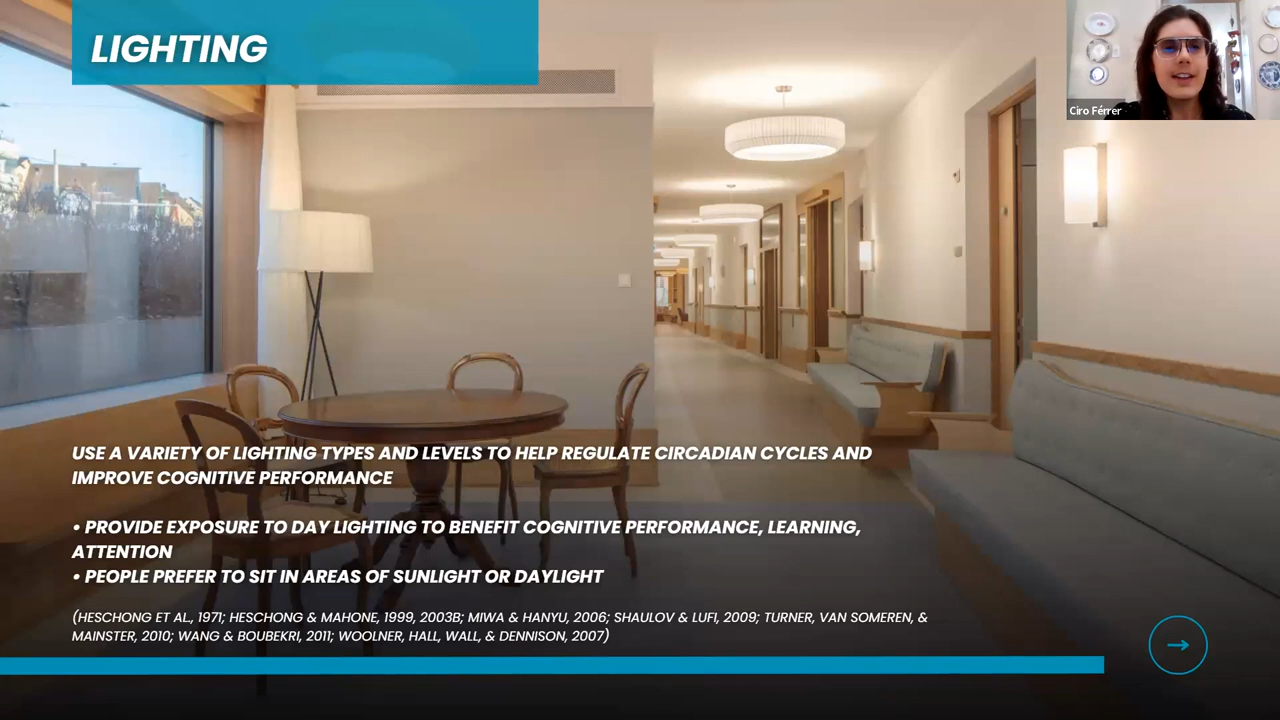 LIGHTING
Ciro Férrer
USE A VARIETY OF LIGHTING TYPES AND LEVELS TO HELP REGULATE CIRCADIAN CYCLES AND
IMPROVE COGNITIVE PERFORMANCE
• PROVIDE EXPOSURE TO DAY LIGHTING TO BENEFIT COGNITIVE PERFORMANCE, LEARNING,
ATTENTION
• PEOPLE PREFER TO SIT IN AREAS OF SUNLIGHT OR DAYLIGHT
(HESCHONG ET AL., 1971; HESCHONG & MAHONE, 1999, 2003B; MIWA & HANYU, 2006; SHAULOV & LUFI, 2009; TURNER, VAN SOMEREN, &
MAINSTER, 2010; WANG & BOUBEKRI, 2011; WOOLNER, HALL, WALL, & DENNISON, 2007)